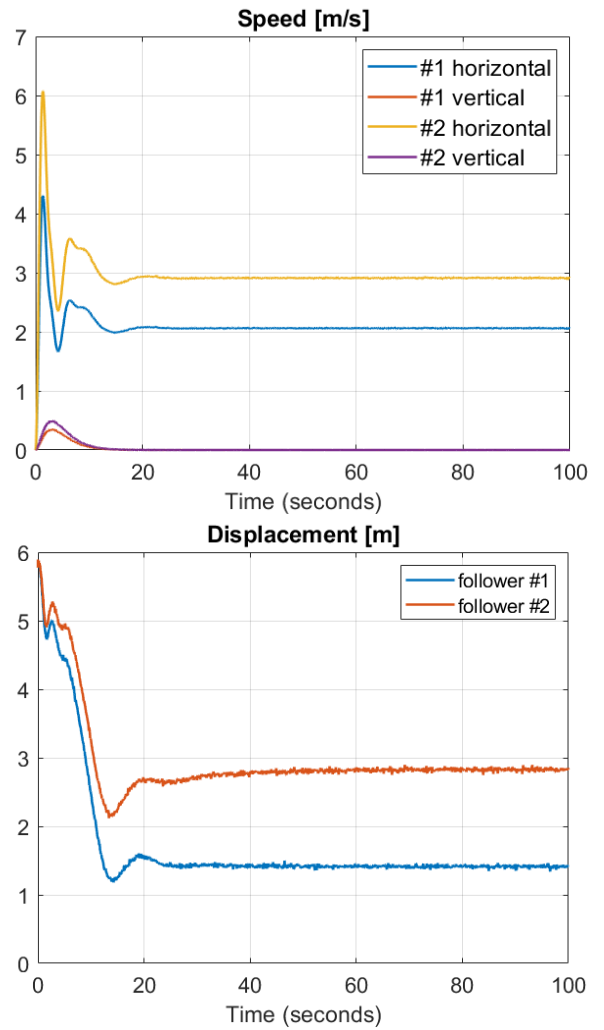 Speed [m/s]
7
6
5
4
3
2
1
0
#1 horizontal
#1 vertical
#2 horizontal
#2 vertical
0 20 40 60 80 100
Time (seconds)
Displacement [m]
6
5
4
3
2
1
0
follower #1
follower #2
0 20 40 60 80 100
Time (seconds)